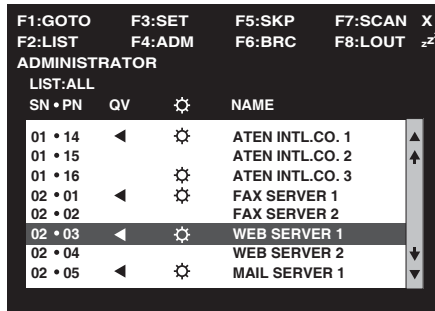 F1:GOTO F3:SET F5:SKP F7:SCAN X
F2:LIST F4:ADM F6:BRC F8:LOUT zZ
ADMINISTRATOR
LIST:ALL
SN•PN QV NAME
01•14 ATEN INTL.CO. 1
01•15 ATEN INTL.CO. 2
01•16 ATEN INTL.CO. 3
02•01 FAX SERVER 1
02•02 FAX SERVER 2
02•03 WEB SERVER 1
02•04 WEB SERVER 2
02•05 MAIL SERVER 1